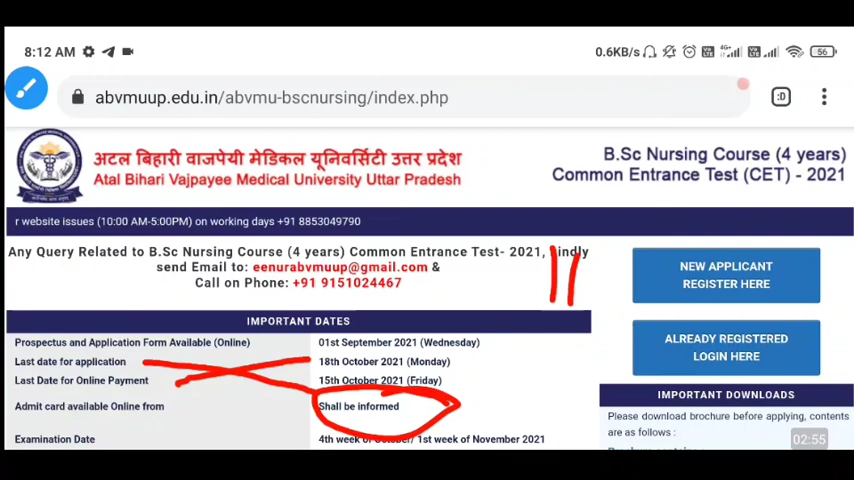 8:12 AM
0.6KB/s 4G+ 56
abvmuup.edu.in/abvmu-bscnursing/index.php :D
अटल बिहारी वाजपेयी मेडिकल यूनिवर्सिटी उत्तर प्रदेश
Atal Bihari Vajpayee Medical University Uttar Pradesh
B.Sc Nursing Course (4 years)
Common Entrance Test (CET) - 2021
r website issues (10:00 AM-5:00PM) on working days +91 8853049790
Any Query Related to B.Sc Nursing Course (4 years) Common Entrance Test- 2021, kindly
send Email to: eenurabvmuup@gmail.com &
Call on Phone: +91 9151024467
11
NEW APPLICANT
REGISTER HERE
IMPORTANT DATES
Prospectus and Application Form Available (Online) 01st September 2021 (Wednesday)
Last date for application 18th October 2021 (Monday)
Last Date for Online Payment 15th October 2021 (Friday)
Admit card available Online from Shall be informed
Examination Date 4th week of October/ 1st week of November 2021
ALREADY REGISTERED
LOGIN HERE
IMPORTANT DOWNLOADS
Please download brochure before applying, contents
are as follows :
02:55